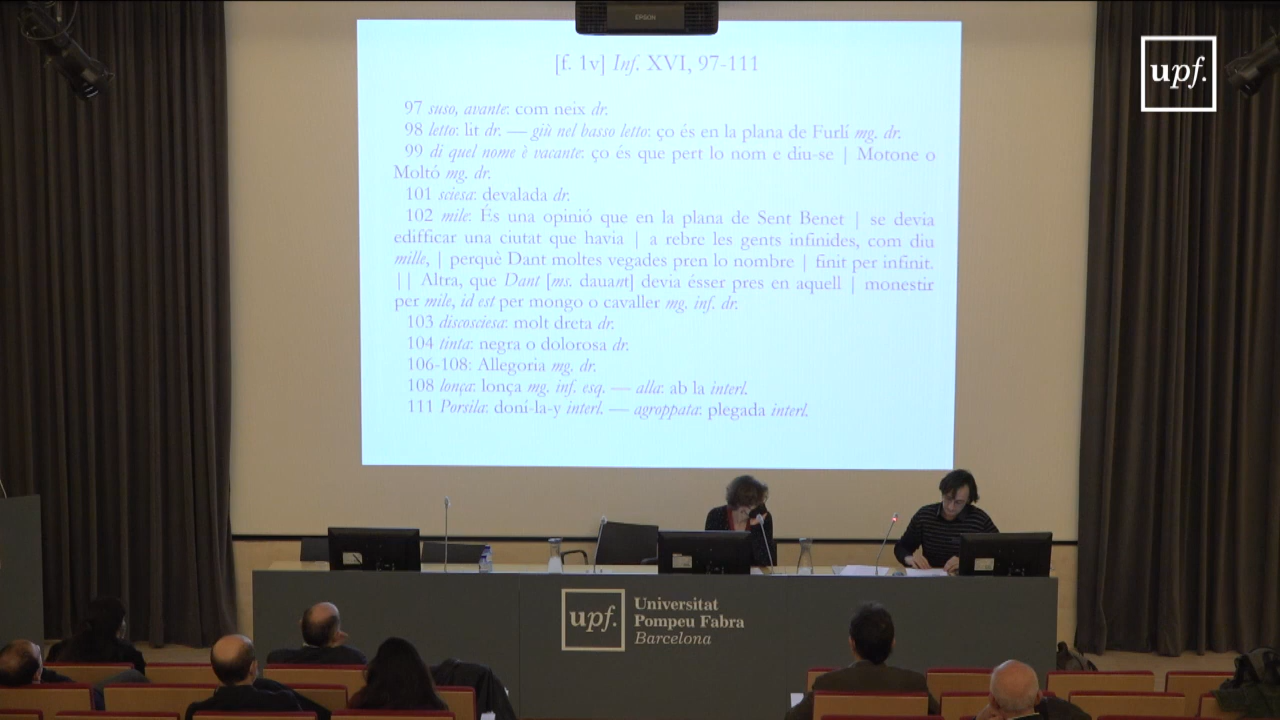 EPSON
upf.
[f. 1v] Inf. XVI, 97-111
97 suso, avante: com neix dr.
98 letto: lit dr. — giù nel basso letto: ço és en la plana de Furlí mg. dr.
99 di quel nome è vacante: ço és que pert lo nom e diu-se | Motone o
Moltó mg. dr.
101 sciesa: devalada dr.
102 mile: És una opinió que en la plana de Sent Benet | se devia
edifficar una ciutat que havia | a rebre les gents infinides, com diu
mille, | perquè Dant moltes vegades pren lo nombre | finit per infinit.
|| Altra, que Dant [ms. dauant] devia ésser pres en aquell | monestir
per mile, id est per mongo o cavaller mg. inf. dr.
103 discosciesa: molt dreta dr.
104 tinta: negra o dolorosa dr.
106-108: Allegoria mg. dr.
108 lonça: lonça mg. inf. esq. — alla: ab la interl.
111 Porsila: doní-la-y interl. — agroppata: plegada interl.
upf.
Universitat
Pompeu Fabra
Barcelona